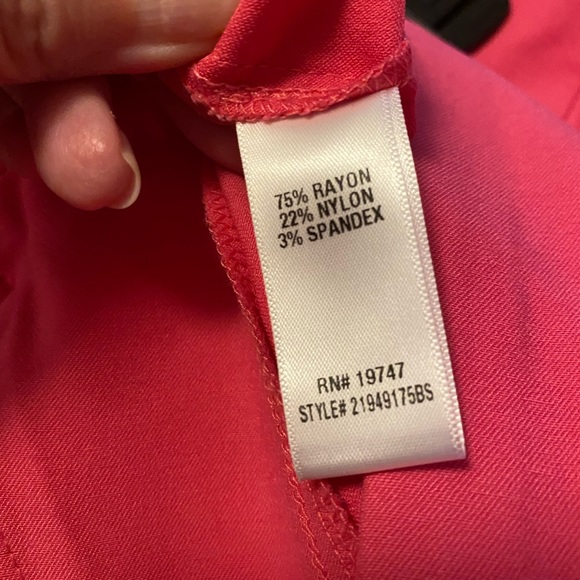 75% RAYON
22% NYLON
3% SPANDEX
RN# 19747
STYLE# 21949175BS